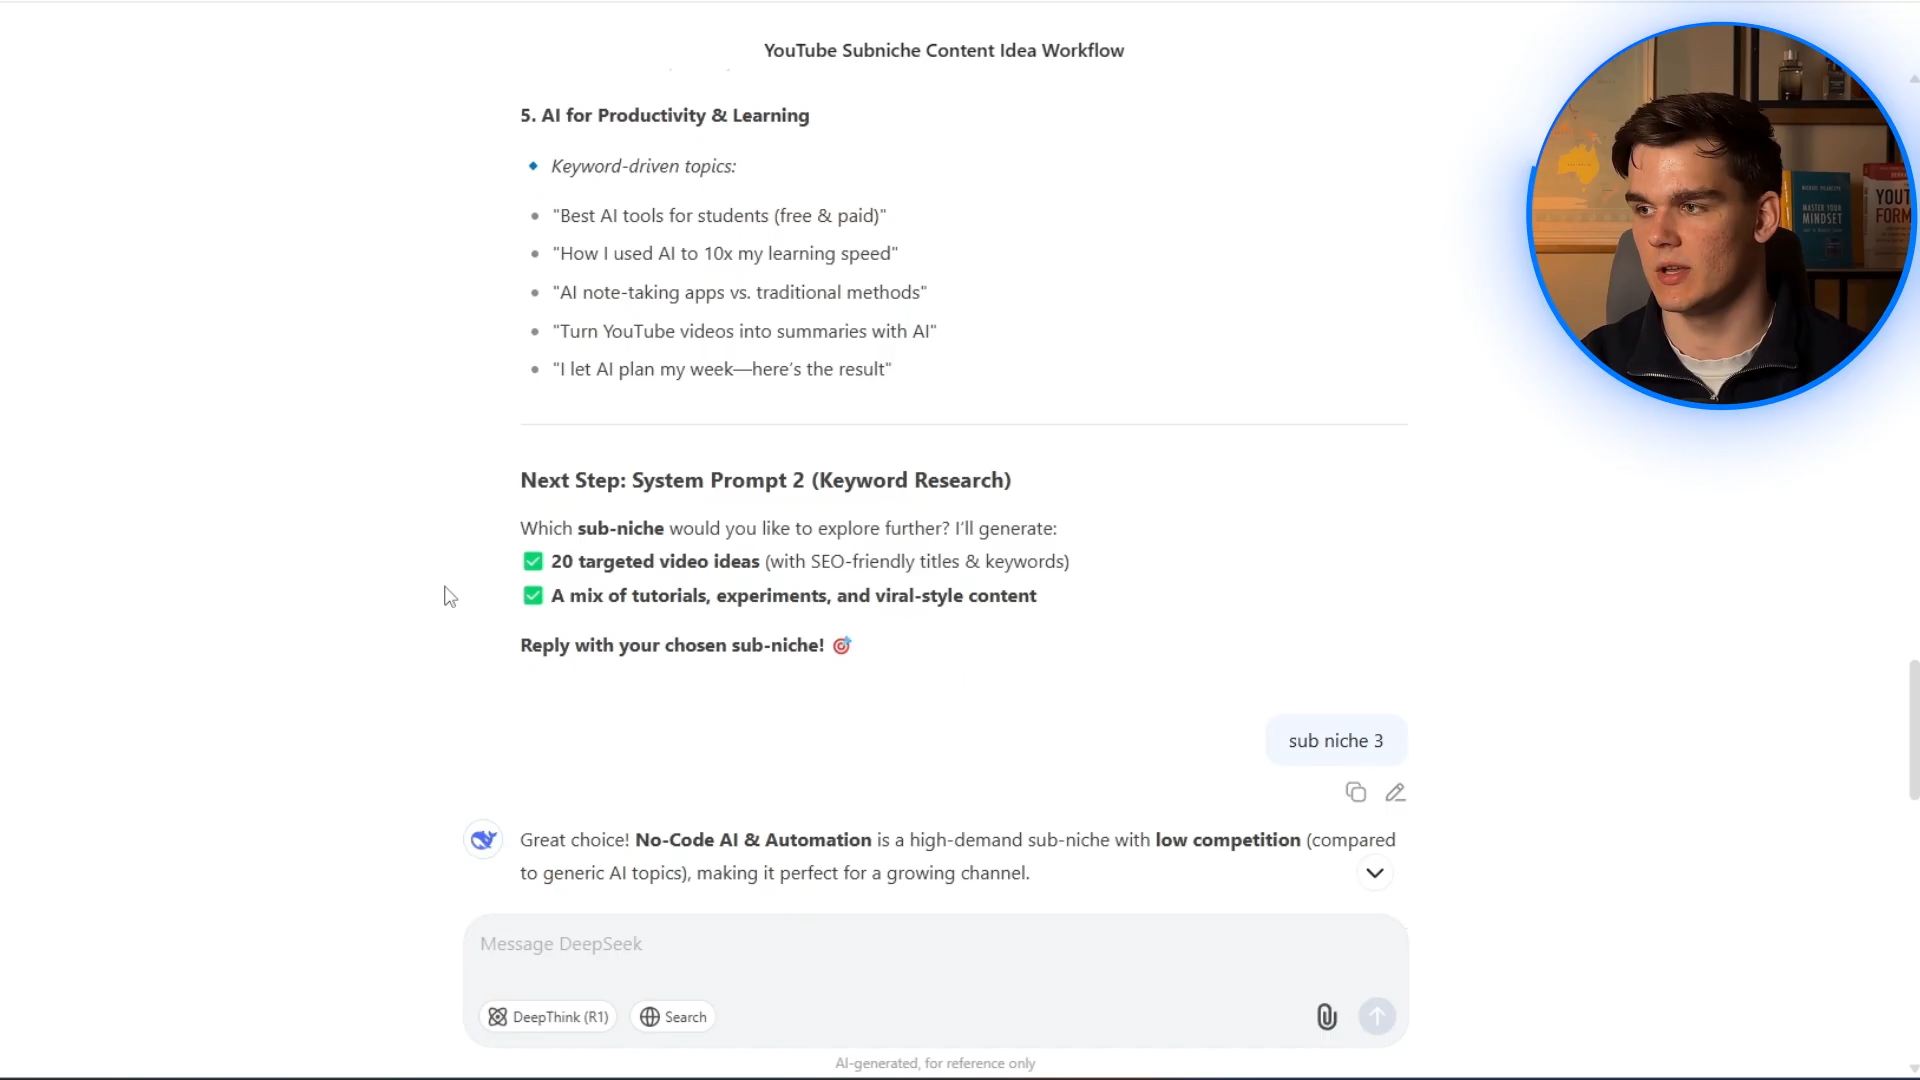 YouTube Subniche Content Idea Workflow
5. AI for Productivity & Learning
Keyword-driven topics:
"Best AI tools for students (free & paid)"
"How I used AI to 10x my learning speed"
"AI note-taking apps vs. traditional methods"
"Turn YouTube videos into summaries with AI"
"I let AI plan my week—here’s the result"
Next Step: System Prompt 2 (Keyword Research)
Which sub-niche would you like to explore further? I’ll generate:
✅ 20 targeted video ideas (with SEO-friendly titles & keywords)
✅ A mix of tutorials, experiments, and viral-style content
Reply with your chosen sub-niche! 🎯
sub niche 3
Great choice! No-Code AI & Automation is a high-demand sub-niche with low competition (compared
to generic AI topics), making it perfect for a growing channel.
Message DeepSeek
DeepThink (R1)
Search
AI-generated, for reference only
MASTER YOUR
MINDSET
YOUT
FORM